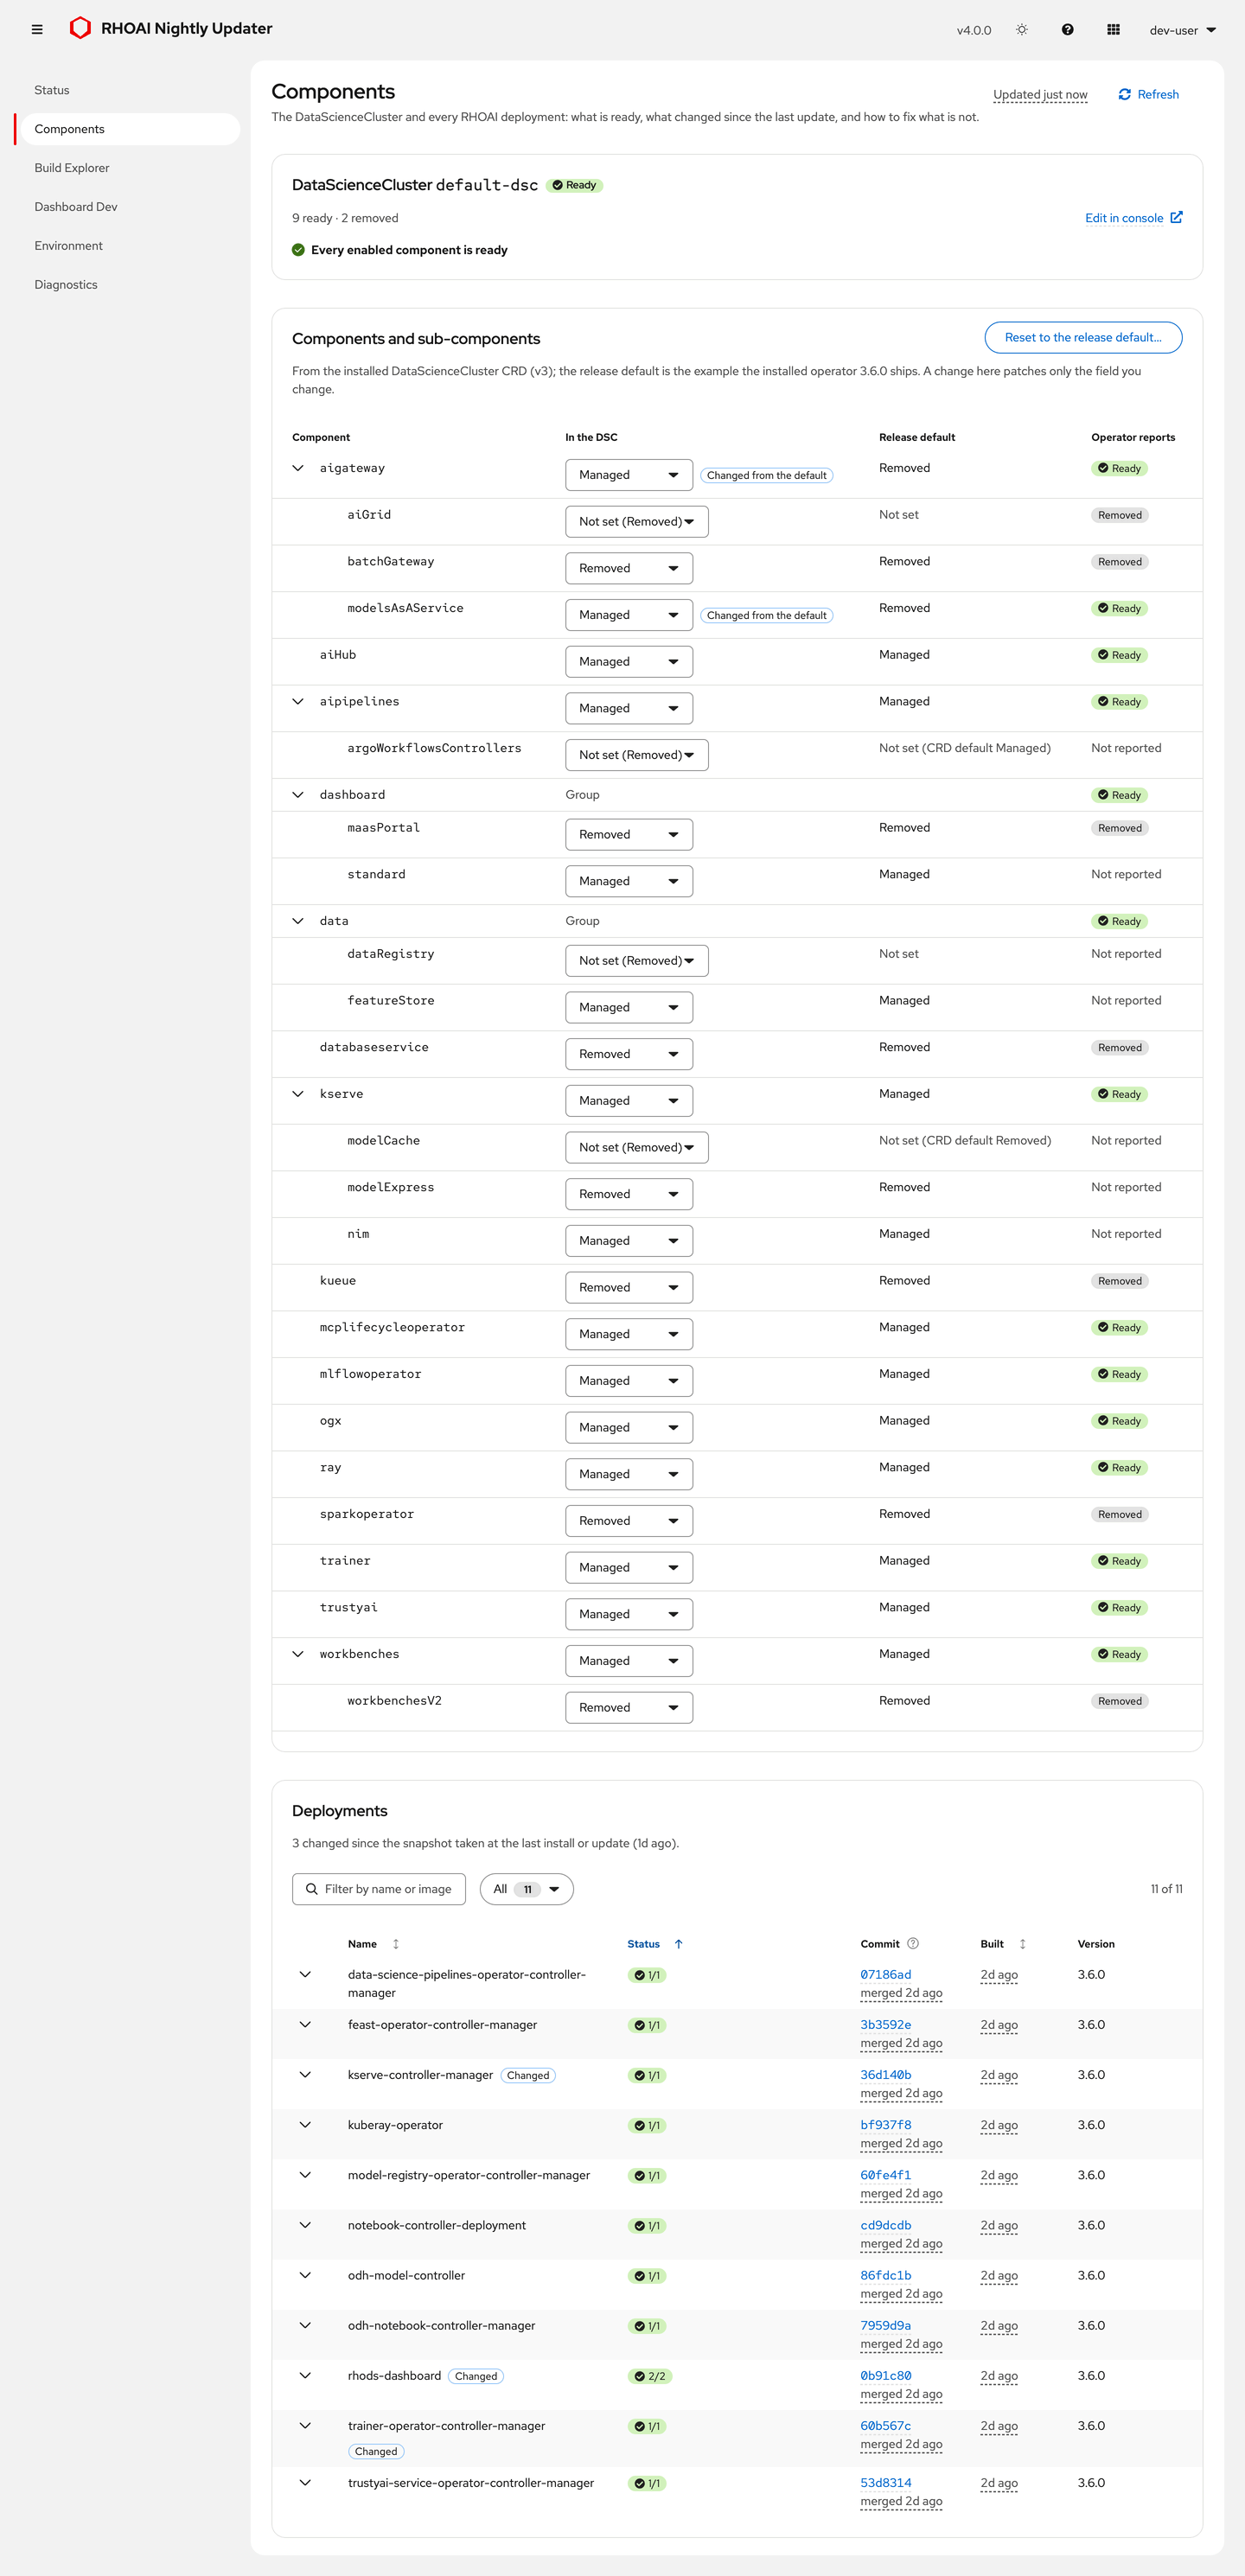 RHOAI Nightly Updater
v4.0.0
dev-user
Status
Components
Build Explorer
Dashboard Dev
Environment
Diagnostics
Components
Updated just now
Refresh
The DataScienceCluster and every RHOAI deployment: what is ready, what changed since the last update, and how to fix what is not.
DataScienceCluster default-dsc Ready
9 ready · 2 removed
Edit in console
Every enabled component is ready
Components and sub-components
Reset to the release default...
From the installed DataScienceCluster CRD (v3); the release default is the example the installed operator 3.6.0 ships. A change here patches only the field you
change.
Component In the DSC Release default Operator reports
aigateway Managed Changed from the default Removed Ready
aiGrid Not set (Removed) Not set Removed
batchGateway Removed Removed Removed
modelsAsAService Managed Changed from the default Removed Ready
aiHub Managed Managed Ready
aipipelines Managed Managed Ready
argoWorkflowsControllers Not set (Removed) Not set (CRD default Managed) Not reported
dashboard Group Ready
maasPortal Removed Removed Removed
standard Managed Managed Not reported
data Group Ready
dataRegistry Not set (Removed) Not set Not reported
featureStore Managed Managed Not reported
databaseservice Removed Removed Removed
kserve Managed Managed Ready
modelCache Not set (Removed) Not set (CRD default Removed) Not reported
modelExpress Removed Removed Not reported
nim Managed Managed Not reported
kueue Removed Removed Removed
mcplifecycleoperator Managed Managed Ready
mlflowoperator Managed Managed Ready
ogx Managed Managed Ready
ray Managed Managed Ready
sparkoperator Removed Removed Removed
trainer Managed Managed Ready
trustyai Managed Managed Ready
workbenches Managed Managed Ready
workbenchesV2 Removed Removed Removed
Deployments
3 changed since the snapshot taken at the last install or update (1d ago).
Filter by name or image All 11 11 of 11
Name Status Commit Built Version
data-science-pipelines-operator-controller- 1/1 07186ad 2d ago 3.6.0
manager merged 2d ago
feast-operator-controller-manager 1/1 3b3592e 2d ago 3.6.0
merged 2d ago
kserve-controller-manager Changed 1/1 36d140b 2d ago 3.6.0
merged 2d ago
kuberay-operator 1/1 bf937f8 2d ago 3.6.0
merged 2d ago
model-registry-operator-controller-manager 1/1 60fe4f1 2d ago 3.6.0
merged 2d ago
notebook-controller-deployment 1/1 cd9dcdb 2d ago 3.6.0
merged 2d ago
odh-model-controller 1/1 86fdc1b 2d ago 3.6.0
merged 2d ago
odh-notebook-controller-manager 1/1 7959d9a 2d ago 3.6.0
merged 2d ago
rhods-dashboard Changed 2/2 0b91c80 2d ago 3.6.0
merged 2d ago
trainer-operator-controller-manager 1/1 60b567c 2d ago 3.6.0
Changed merged 2d ago
trustyai-service-operator-controller-manager 1/1 53d8314 2d ago 3.6.0
merged 2d ago